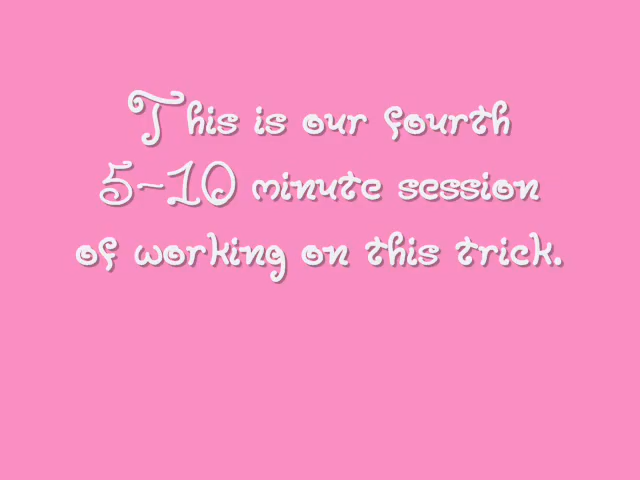 This is our fourth
5-10 minute session
of working on this trick.